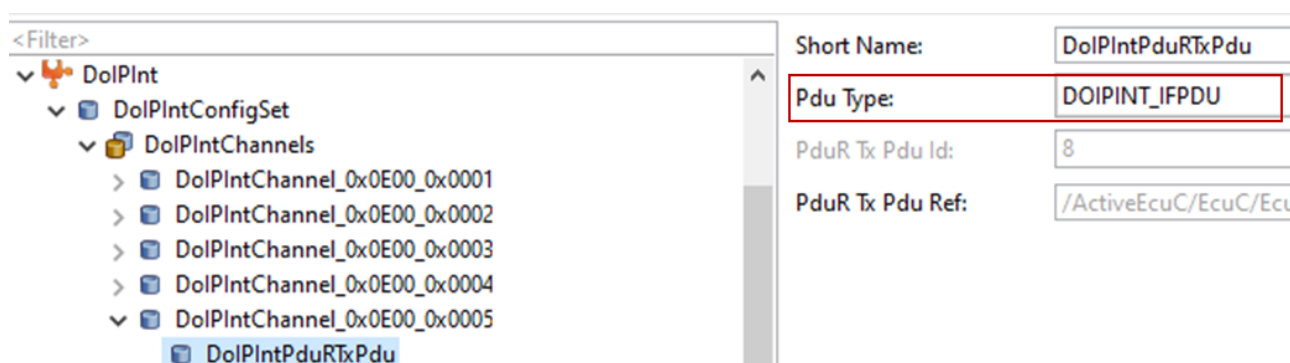 <Filter>
DoIPInt
DoIPIntConfigSet
DoIPIntChannels
DoIPIntChannel_0x0E00_0x0001
DoIPIntChannel_0x0E00_0x0002
DoIPIntChannel_0x0E00_0x0003
DoIPIntChannel_0x0E00_0x0004
DoIPIntChannel_0x0E00_0x0005
DoIPIntPduRTxPdu
Short Name: DoIPIntPduRTxPdu
Pdu Type: DOIPINT_IFPDU
PduR Tx Pdu Id: 8
PduR Tx Pdu Ref: /ActiveEcuC/EcuC/Ecu